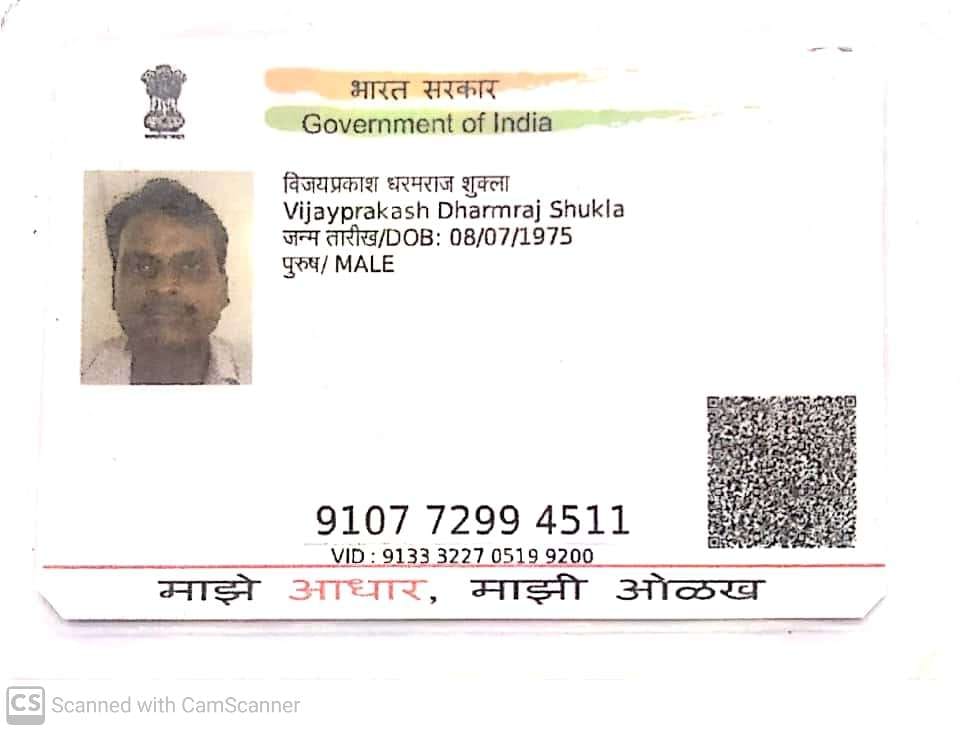 भारत सरकार
Government of India
विजयप्रकाश धरमराज शुक्ला
Vijayprakash Dharmraj Shukla
जन्म तारीख/DOB: 08/07/1975
पुरुष/ MALE
9107 7299 4511
VID : 9133 3227 0519 9200
माझे आधार, माझी ओळख
CS Scanned with CamScanner